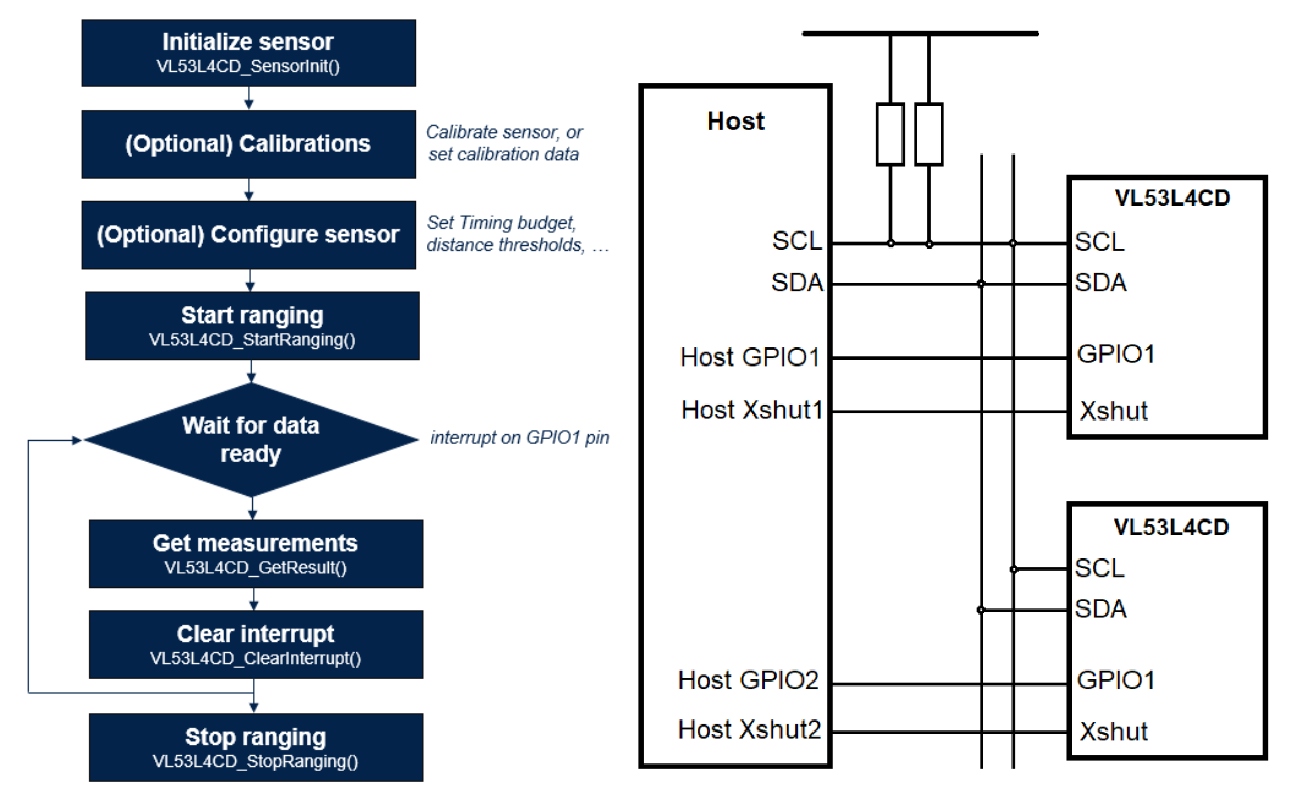 Initialize sensor
VL53L4CD_SensorInit()
(Optional) Calibrations
Calibrate sensor, or
set calibration data
(Optional) Configure sensor
Set Timing budget,
distance thresholds, …
Start ranging
VL53L4CD_StartRanging()
Wait for data
ready
interrupt on GPIO1 pin
Get measurements
VL53L4CD_GetResult()
Clear interrupt
VL53L4CD_ClearInterrupt()
Stop ranging
VL53L4CD_StopRanging()
Host
SCL
SDA
Host GPIO1
Host Xshut1
Host GPIO2
Host Xshut2
VL53L4CD
SCL
SDA
GPIO1
Xshut
VL53L4CD
SCL
SDA
GPIO1
Xshut